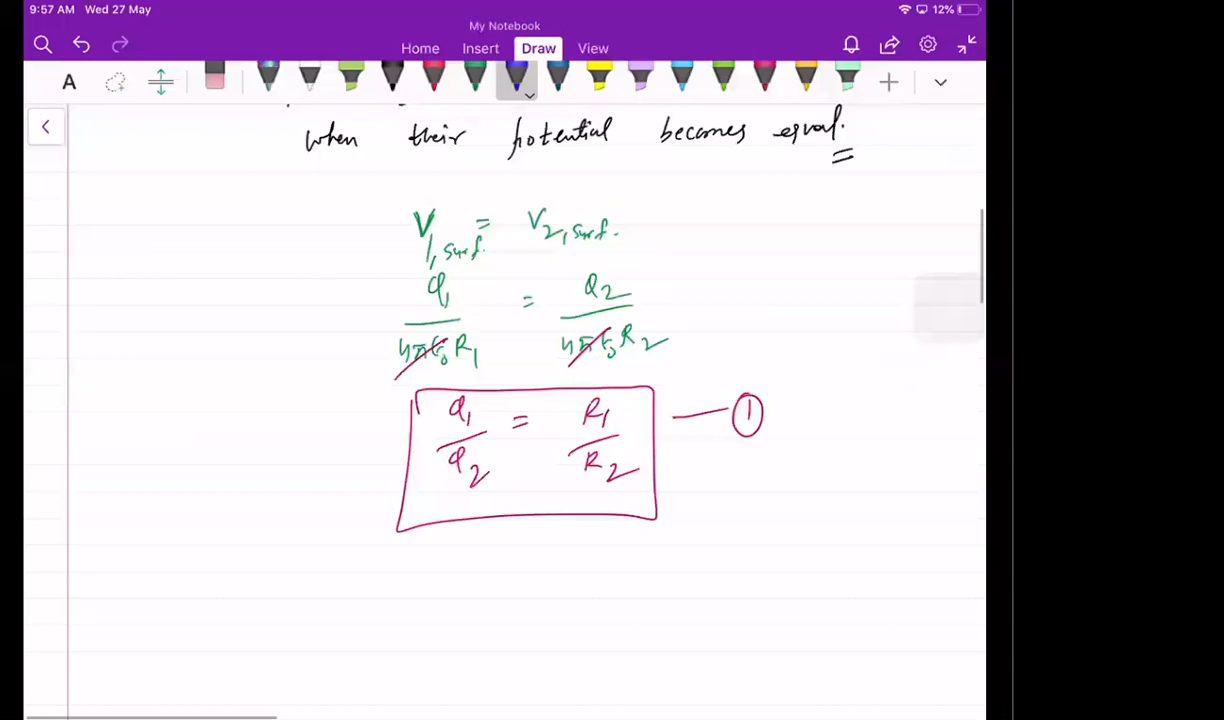 9:57 AM Wed 27 May
12%
My Notebook
Home Insert Draw View
A
when their potential becomes equal.
V1, surf. = V2, surf.
Q1/4πε0R1 = Q2/4πε0R2
Q1/Q2 = R1/R2 — ①